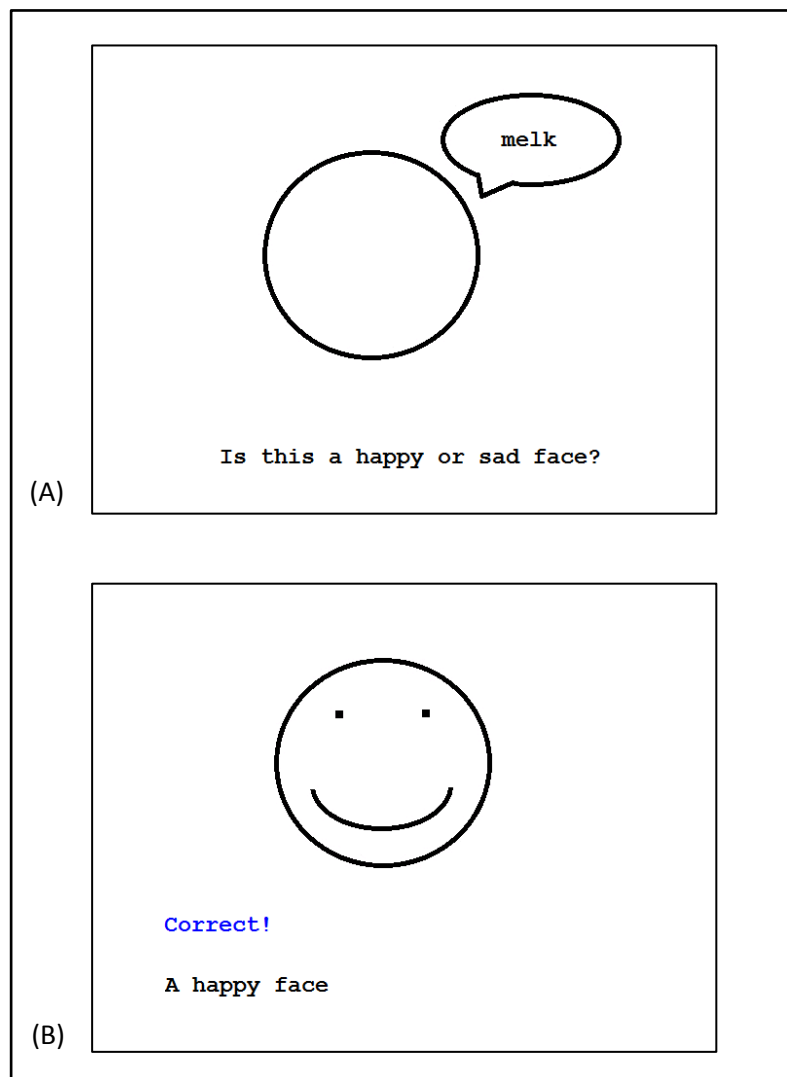 melk
Is this a happy or sad face?
(A)
Correct!
A happy face
(B)